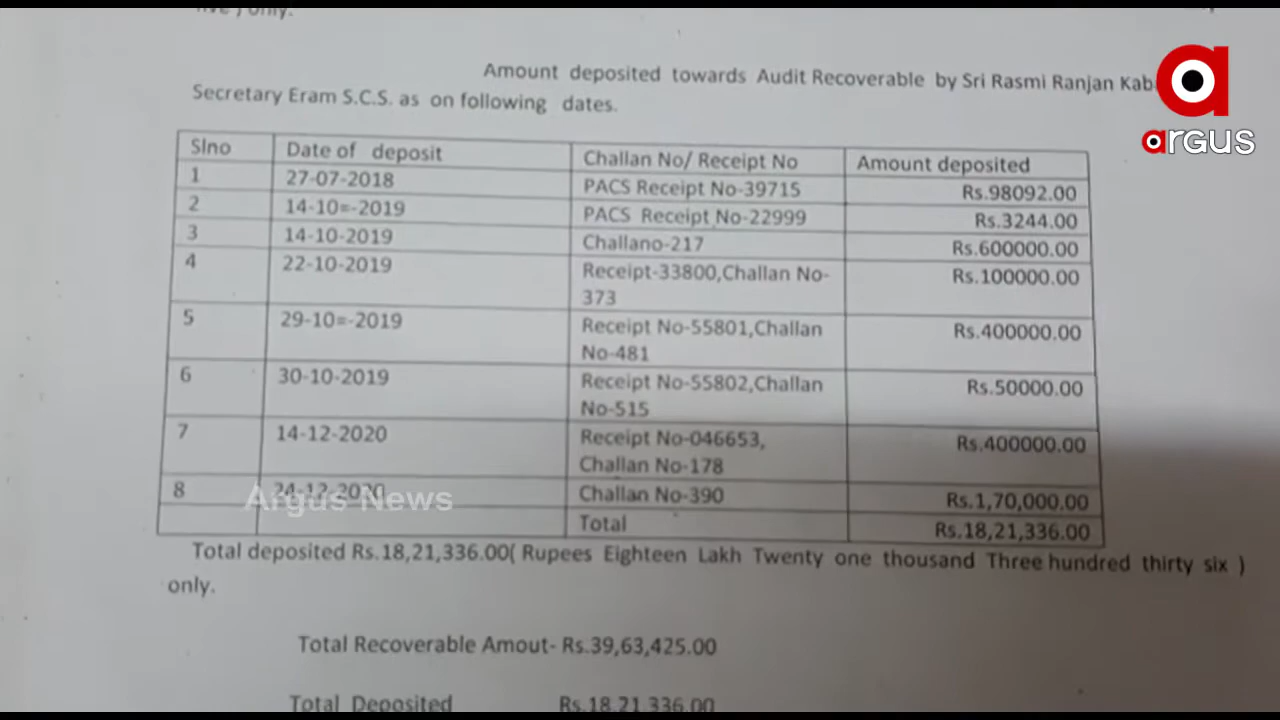 five ) only.
Amount deposited towards Audit Recoverable by Sri Rasmi Ranjan
Secretary Eram S.C.S. as on following dates.
Slno Date of deposit Challan No/ Receipt No Amount deposited
1 27-07-2018 PACS Receipt No-39715 Rs.98092.00
2 14-10=-2019 PACS Receipt No-22999 Rs.3244.00
3 14-10-2019 Challano-217 Rs.600000.00
4 22-10-2019 Receipt-33800,Challan No- Rs.100000.00
373
5 29-10=-2019 Receipt No-55801,Challan Rs.400000.00
No-481
6 30-10-2019 Receipt No-55802,Challan Rs.50000.00
No-515
7 14-12-2020 Receipt No-046653, Rs.400000.00
Challan No-178
8 24-12-2020 Challan No-390 Rs.1,70,000.00
Total Rs.18,21,336.00
Total deposited Rs.18,21,336.00( Rupees Eighteen Lakh Twenty one thousand Three hundred thirty six )
only.
Total Recoverable Amout- Rs.39,63,425.00
Total Deposited Rs.18,21,336.00
argus
Argus News